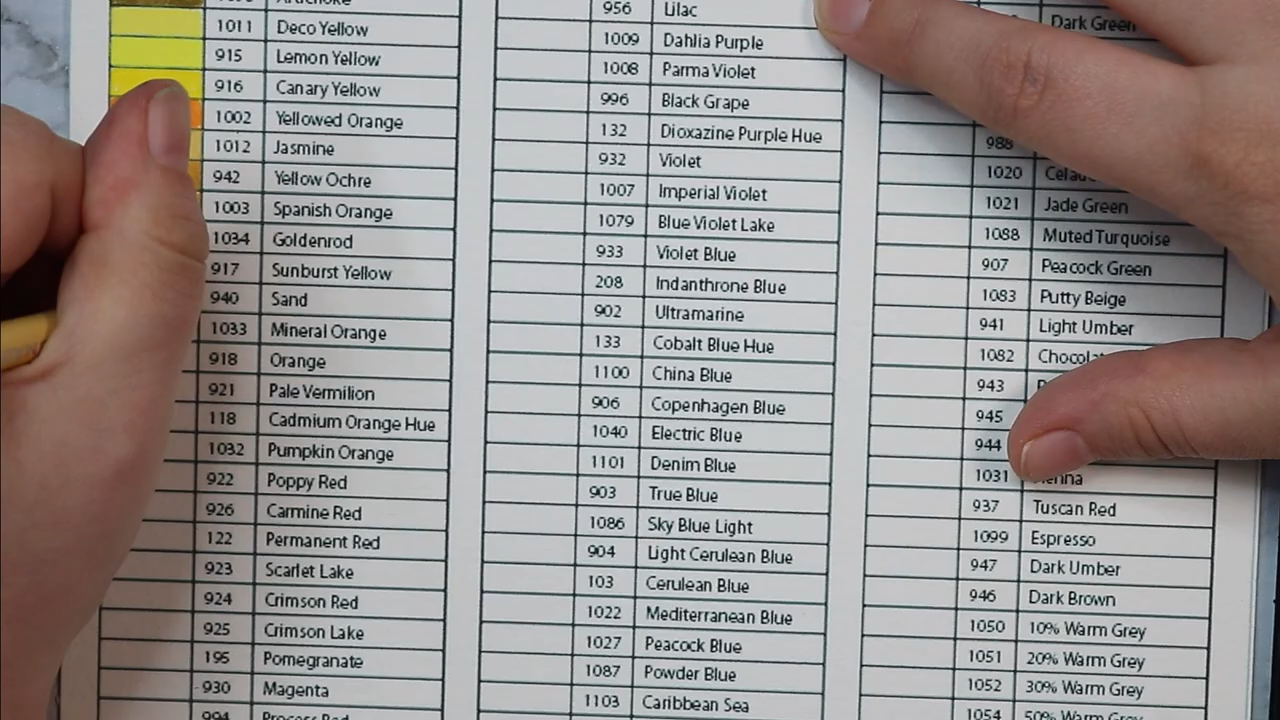 1011 Deco Yellow
915 Lemon Yellow
916 Canary Yellow
1002 Yellowed Orange
1012 Jasmine
942 Yellow Ochre
1003 Spanish Orange
1034 Goldenrod
917 Sunburst Yellow
940 Sand
1033 Mineral Orange
918 Orange
921 Pale Vermilion
118 Cadmium Orange Hue
1032 Pumpkin Orange
922 Poppy Red
926 Carmine Red
122 Permanent Red
923 Scarlet Lake
924 Crimson Red
925 Crimson Lake
195 Pomegranate
930 Magenta
994 Process Red
956 Lilac
1009 Dahlia Purple
1008 Parma Violet
996 Black Grape
132 Dioxazine Purple Hue
932 Violet
1007 Imperial Violet
1079 Blue Violet Lake
933 Violet Blue
208 Indanthrone Blue
902 Ultramarine
133 Cobalt Blue Hue
1100 China Blue
906 Copenhagen Blue
1040 Electric Blue
1101 Denim Blue
903 True Blue
1086 Sky Blue Light
904 Light Cerulean Blue
103 Cerulean Blue
1022 Mediterranean Blue
1027 Peacock Blue
1087 Powder Blue
1103 Caribbean Sea
Dark Green
988
1020
1021 Jade Green
1088 Muted Turquoise
907 Peacock Green
1083 Putty Beige
941 Light Umber
1082
943
945
944
1031
937 Tuscan Red
1099 Espresso
947 Dark Umber
946 Dark Brown
1050 10% Warm Grey
1051 20% Warm Grey
1052 30% Warm Grey
1054 50% Warm Grey